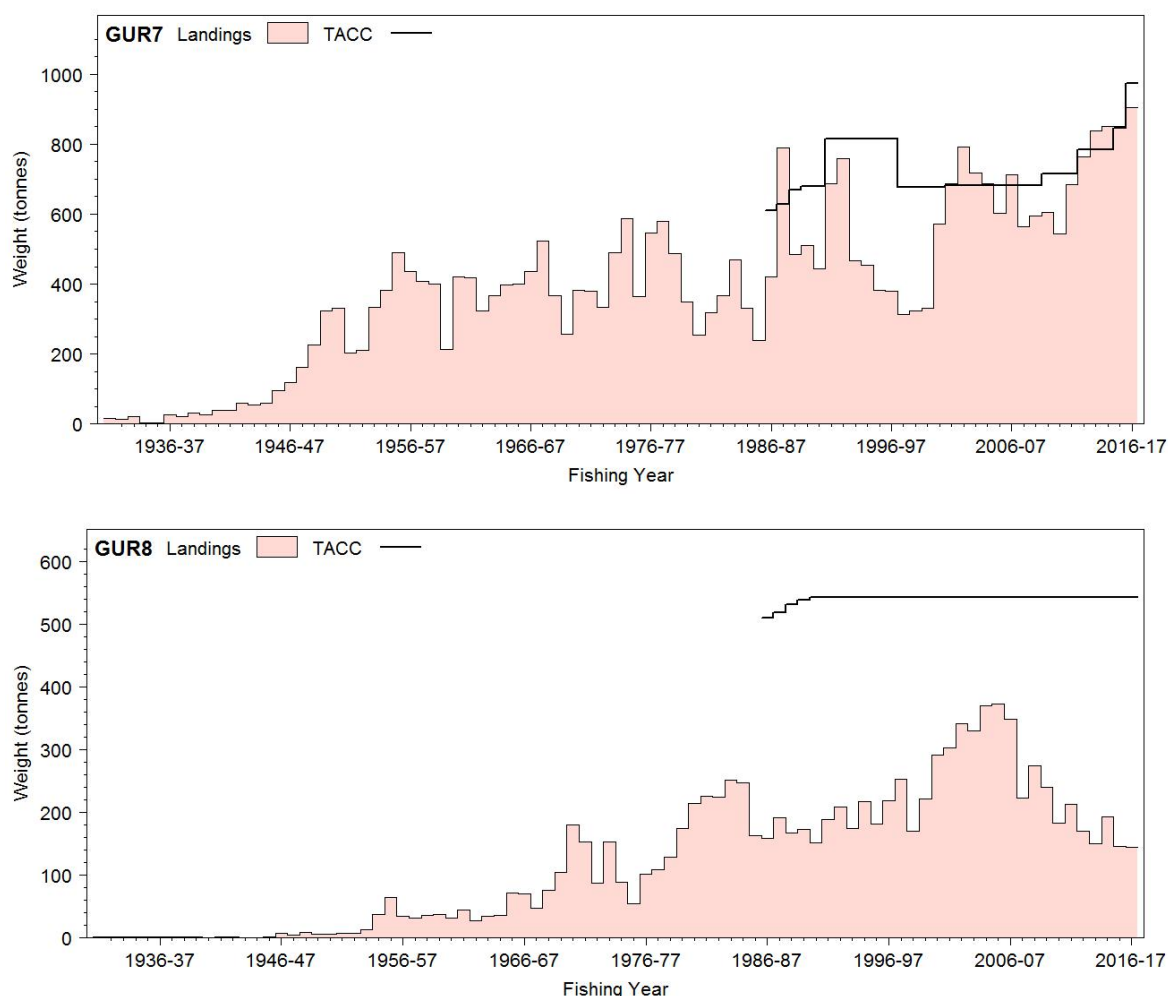 GUR7 Landings TACC
1000
800
600
400
200
0
Weight (tonnes)
1936-37 1946-47 1956-57 1966-67 1976-77 1986-87 1996-97 2006-07 2016-17
Fishing Year
GUR8 Landings TACC
600
500
400
300
200
100
0
Weight (tonnes)
1936-37 1946-47 1956-57 1966-67 1976-77 1986-87 1996-97 2006-07 2016-17
Fishing Year